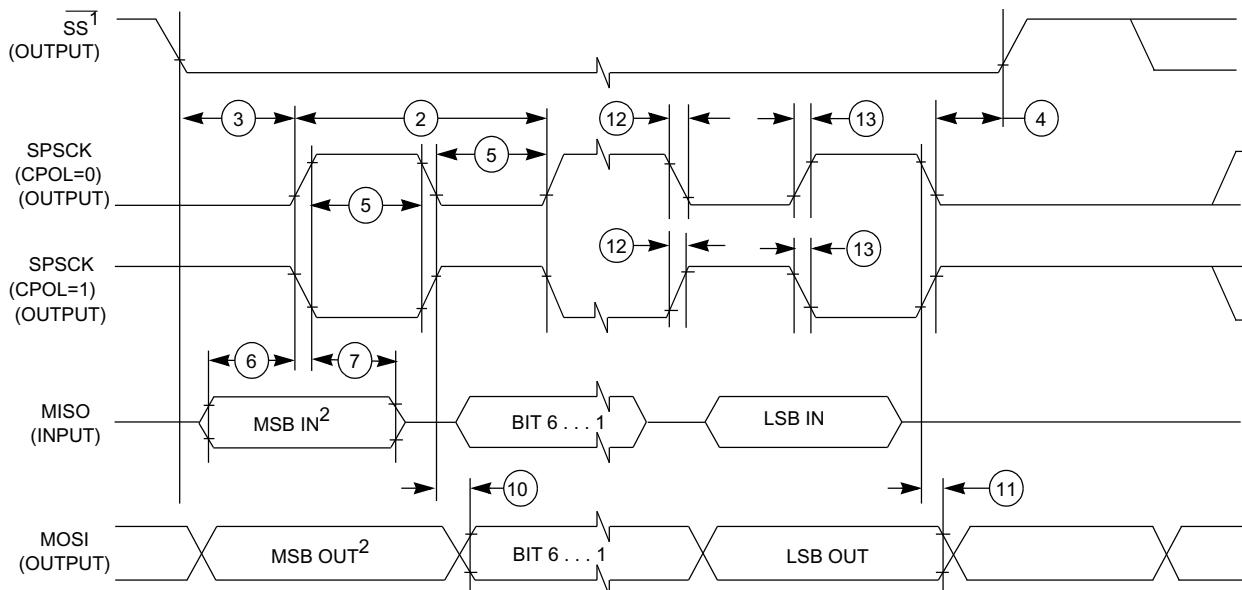 SS1
(OUTPUT)
3
2
12
13
4
SPSCK
(CPOL=0)
(OUTPUT)
5
5
12
13
SPSCK
(CPOL=1)
(OUTPUT)
6
7
MISO
(INPUT)
MSB IN2
BIT 6 . . . 1
LSB IN
10
11
MOSI
(OUTPUT)
MSB OUT2
BIT 6 . . . 1
LSB OUT